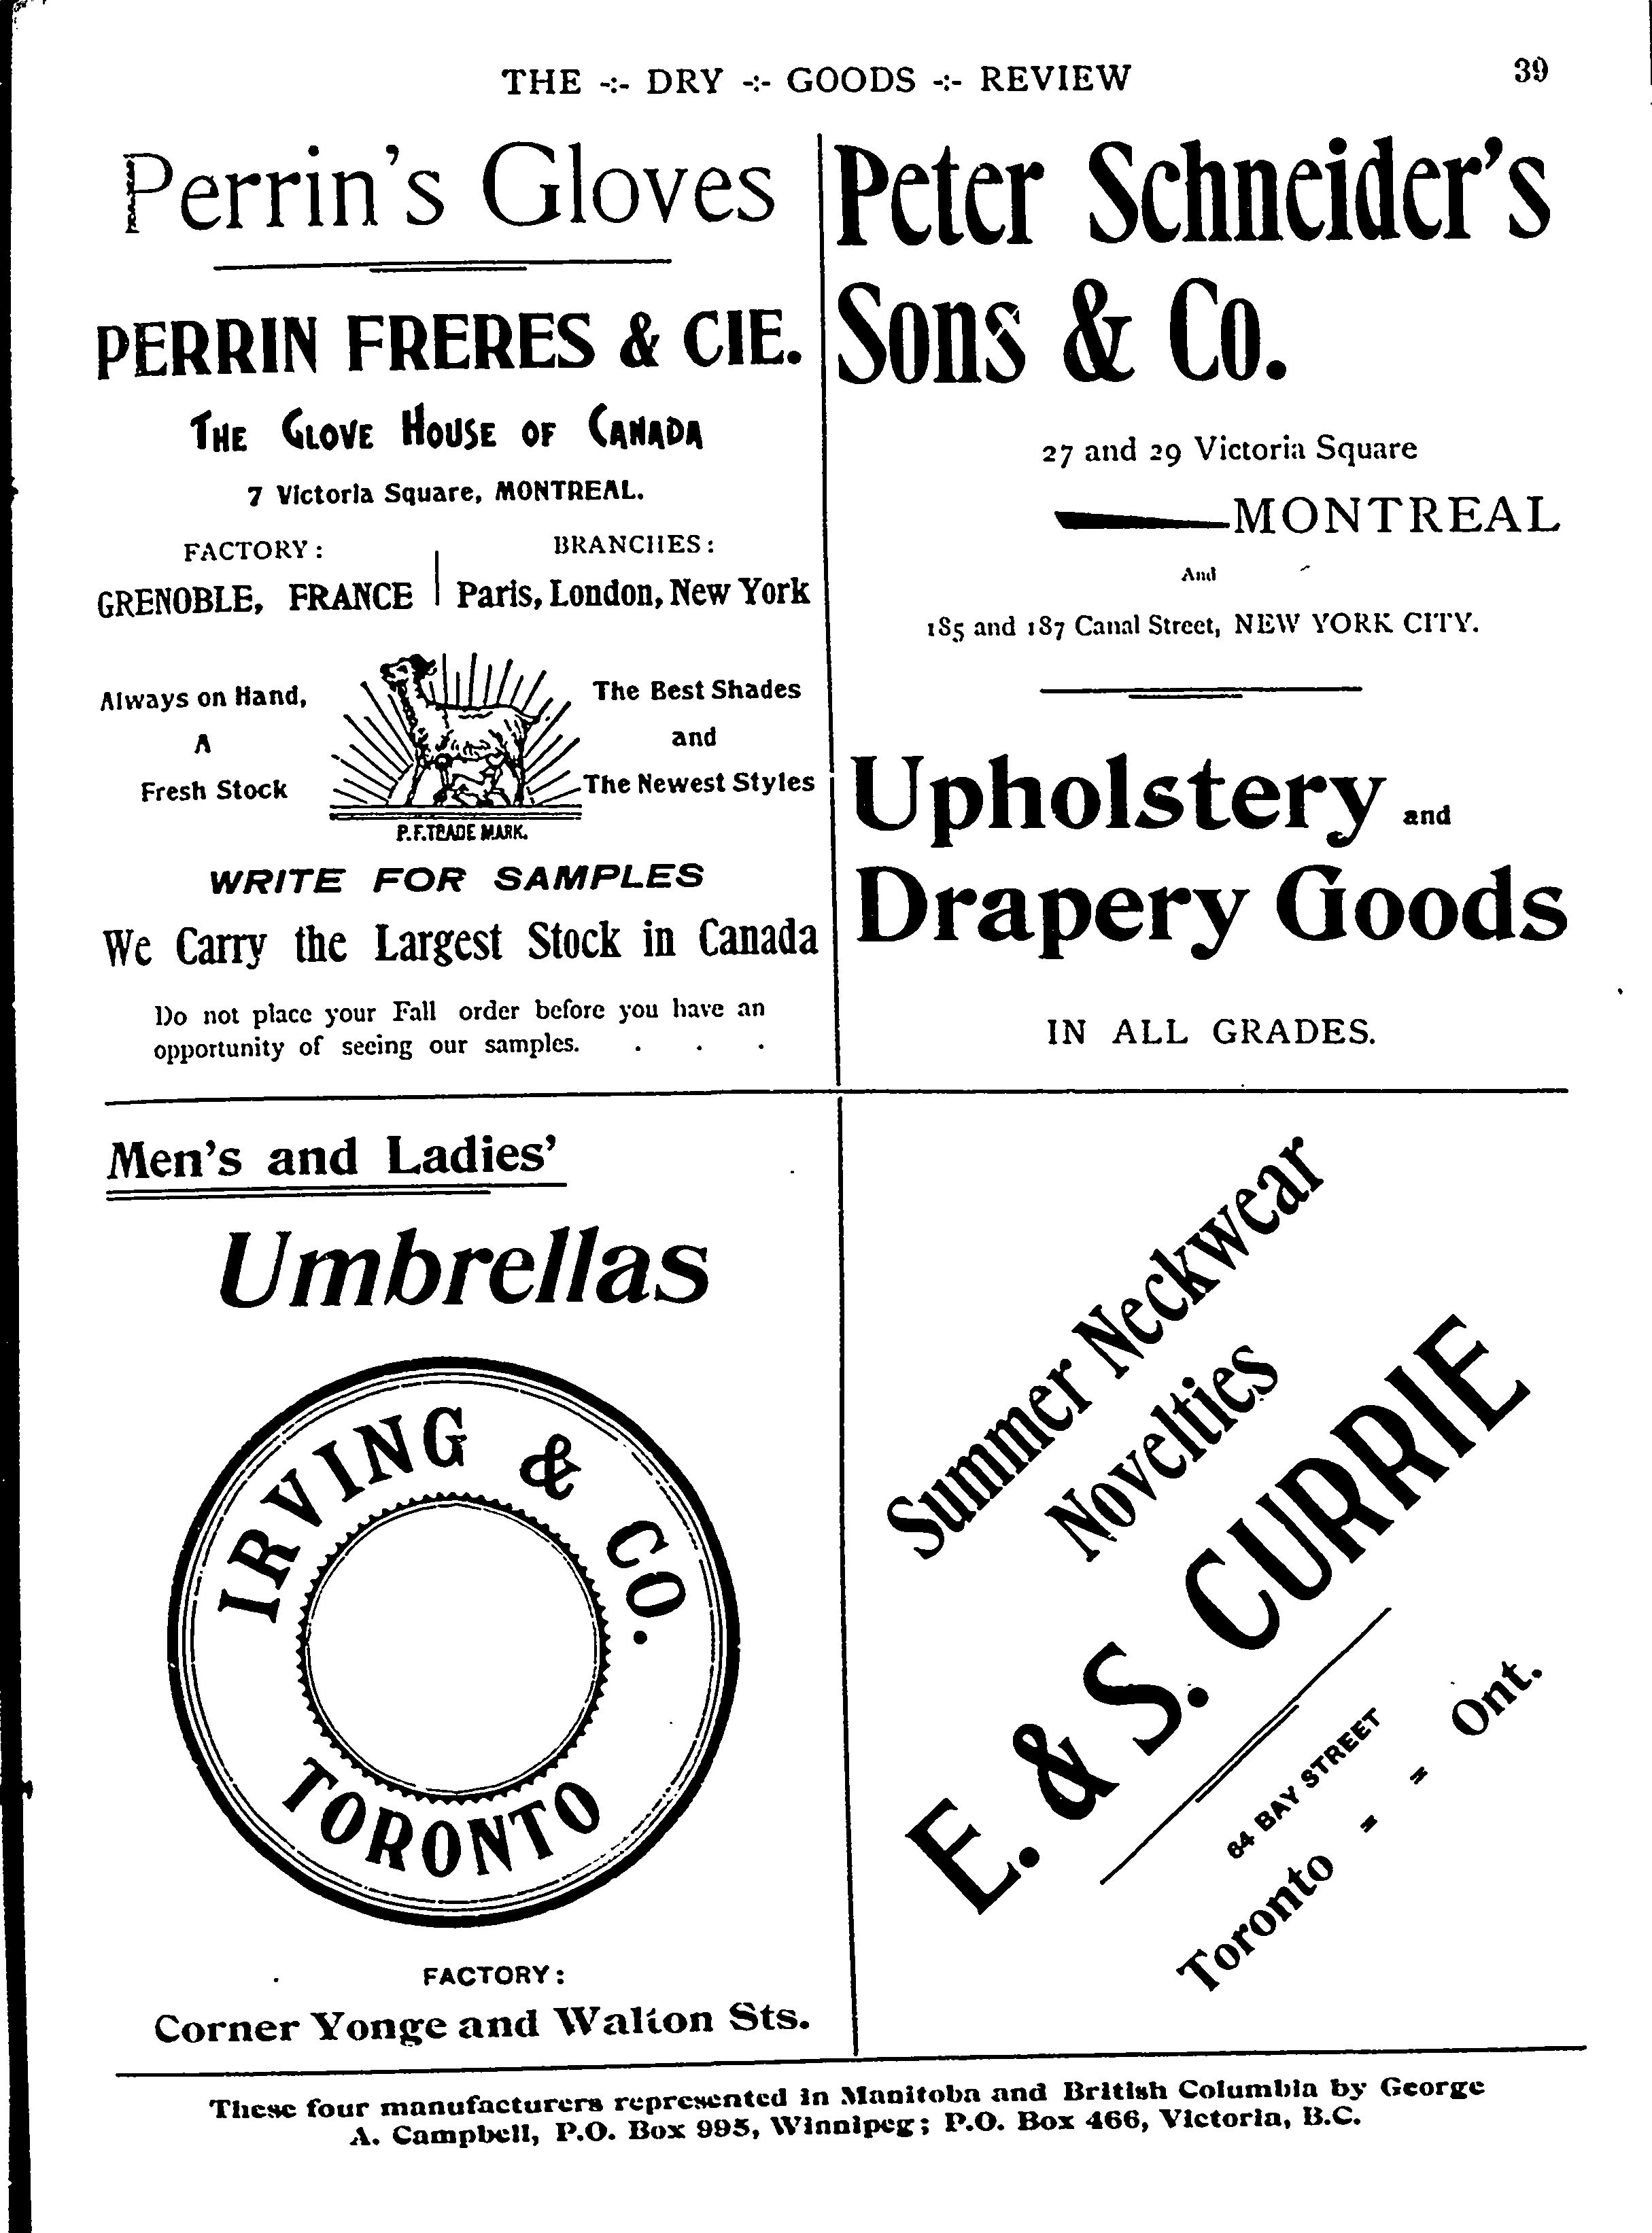 THE -:- DRY -:- GOODS -:- REVIEW
39
Perrin's Gloves
PERRIN FRERES & CIE.
THE GLOVE HOUSE OF CANADA
7 Victoria Square, MONTREAL.
FACTORY:
GRENOBLE, FRANCE
BRANCHES:
Paris, London, New York
Always on Hand,
A
Fresh Stock
The Best Shades
and
The Newest Styles
P.F. TRADE MARK.
WRITE FOR SAMPLES
We Carry the Largest Stock in Canada
Do not place your Fall order before you have an
opportunity of seeing our samples. . . .
Peter Schneider's
Sons & Co.
27 and 29 Victoria Square
MONTREAL
And
185 and 187 Canal Street, NEW YORK CITY.
Upholstery and
Drapery Goods
IN ALL GRADES.
Men's and Ladies'
Umbrellas
IRVING & CO.
TORONTO
FACTORY:
Corner Yonge and Walton Sts.
Summer Neckwear
Novelties
E. & S. CURRIE
64 BAY STREET
Toronto - - Ont.
These four manufacturers represented in Manitoba and British Columbia by George
A. Campbell, P.O. Box 995, Winnipeg; P.O. Box 466, Victoria, B.C.